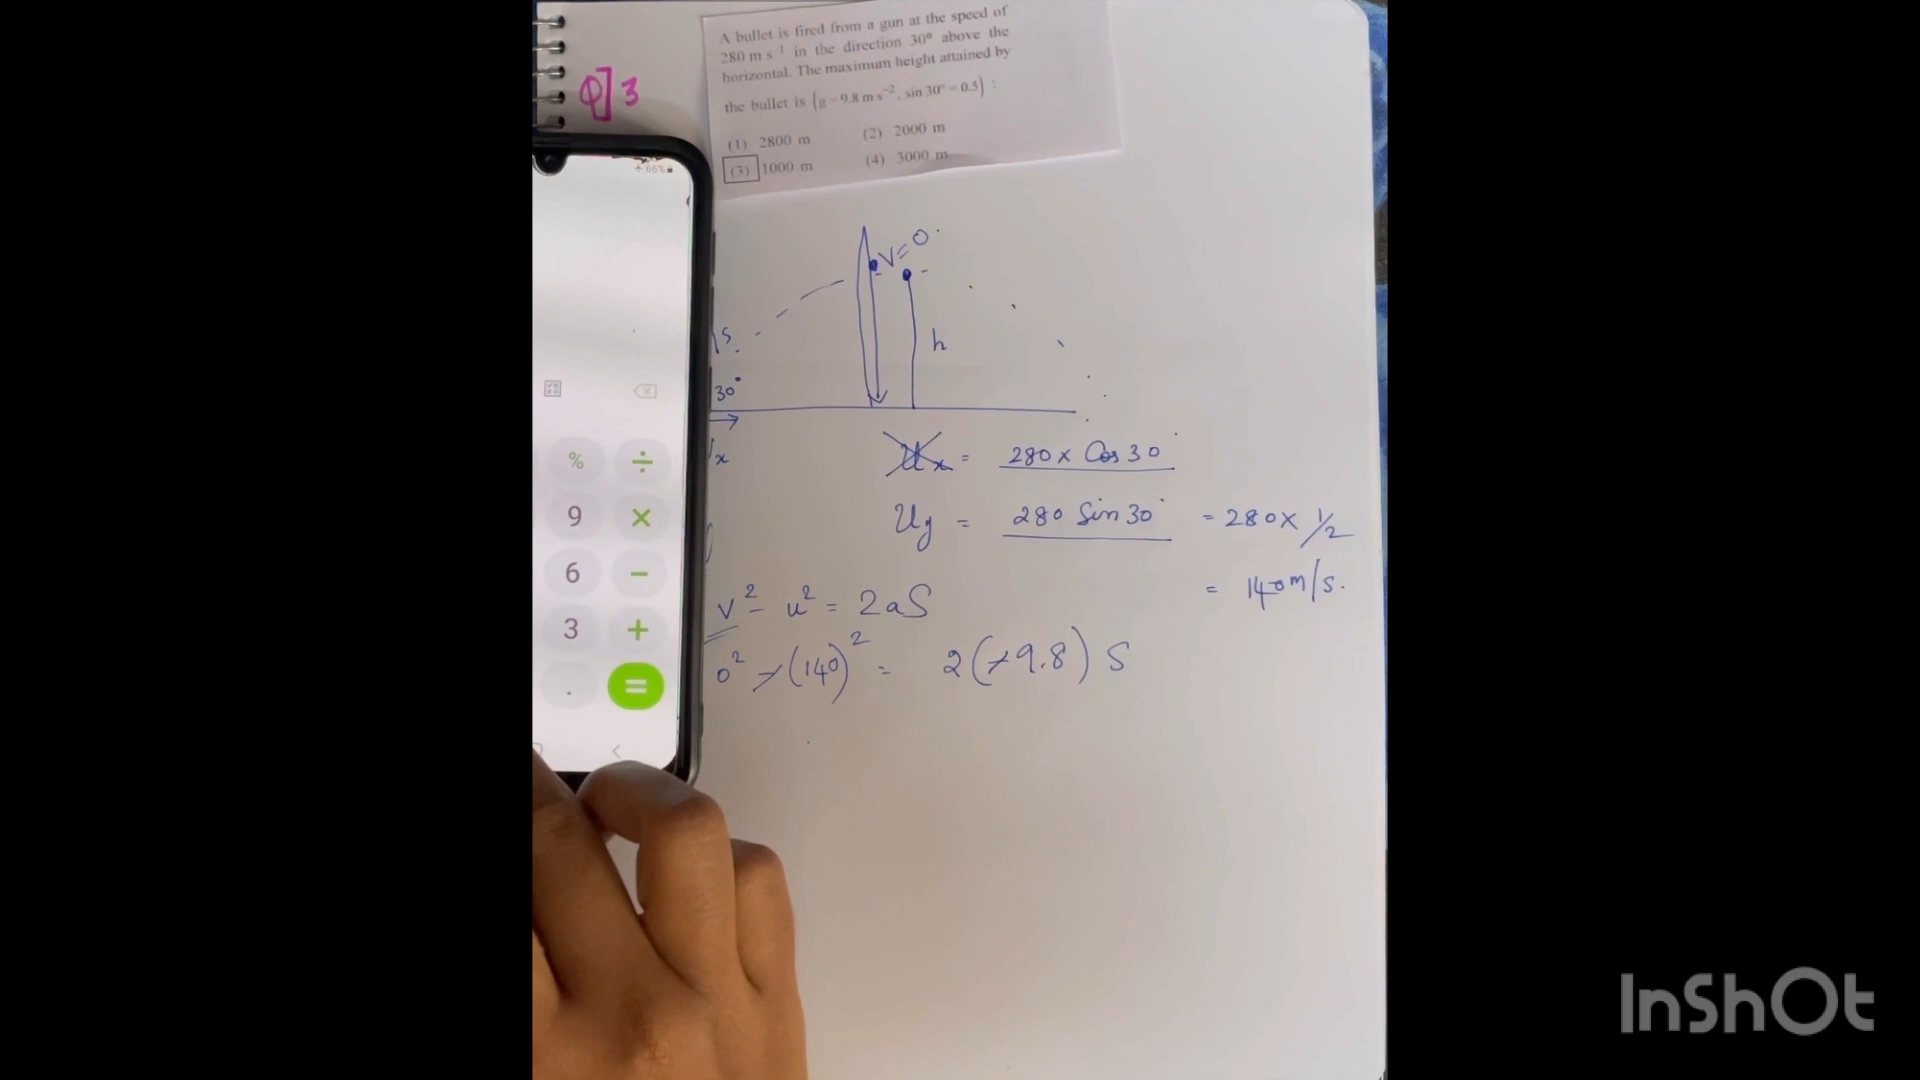 Q] 3
A bullet is fired from a gun at the speed of
280 m s⁻¹ in the direction 30° above the
horizontal. The maximum height attained by
the bullet is (g = 9.8 m s⁻², sin 30° = 0.5) :
(1) 2800 m (2) 2000 m
(3) 1000 m (4) 3000 m
66%
V=0
s
h
30°
x
% ÷
9 ×
6 −
3 +
. =
= 280 x Cos 30°
Uy = 280 Sin 30° = 280 x 1/2
= 140 m/s.
v² - u² = 2aS
0² - (140)² = 2(-9.8) S
InShOt